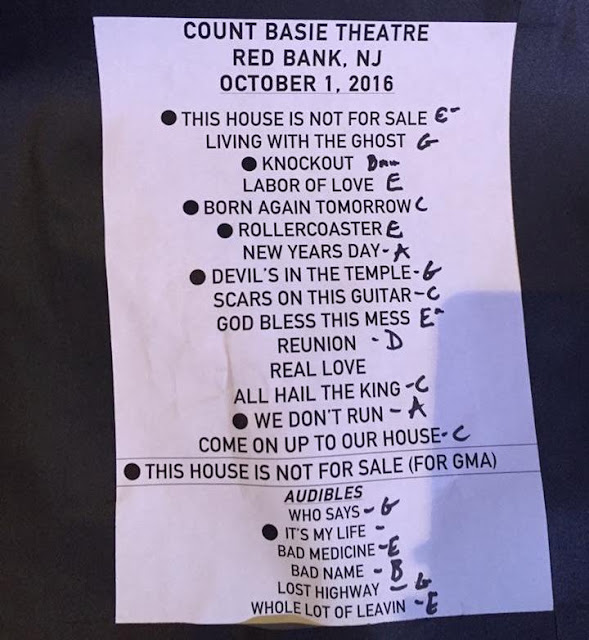 COUNT BASIE THEATRE
RED BANK, NJ
OCTOBER 1, 2016
● THIS HOUSE IS NOT FOR SALE E-
LIVING WITH THE GHOST G
● KNOCKOUT
LABOR OF LOVE E
● BORN AGAIN TOMORROW C
● ROLLERCOASTER E
NEW YEARS DAY - A
● DEVIL'S IN THE TEMPLE - G
SCARS ON THIS GUITAR - C
GOD BLESS THIS MESS E-
REUNION - D
REAL LOVE
ALL HAIL THE KING - C
● WE DON'T RUN - A
COME ON UP TO OUR HOUSE - C
● THIS HOUSE IS NOT FOR SALE (FOR GMA)
AUDIBLES
WHO SAYS - G
● IT'S MY LIFE -
BAD MEDICINE - E
BAD NAME - B
LOST HIGHWAY - G
WHOLE LOT OF LEAVIN - E